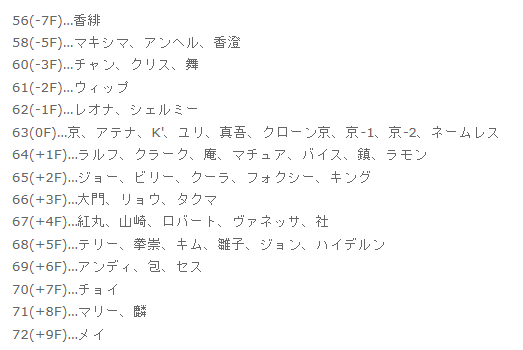 56(-7F)…香緋
58(-5F)…マキシマ、アンヘル、香澄
60(-3F)…チャン、クリス、舞
61(-2F)…ウィップ
62(-1F)…レオナ、シェルミー
63(0F)…京、アテナ、K'、ユリ、真吾、クローン京、京-1、京-2、ネームレス
64(+1F)…ラルフ、クラーク、庵、マチュア、バイス、鎮、ラモン
65(+2F)…ジョー、ビリー、クーラ、フォクシー、キング
66(+3F)…大門、リョウ、タクマ
67(+4F)…紅丸、山崎、ロバート、ヴァネッサ、社
68(+5F)…テリー、拳崇、キム、雛子、ジョン、ハイデルン
69(+6F)…アンディ、包、セス
70(+7F)…チョイ
71(+8F)…マリー、麟
72(+9F)…メイ